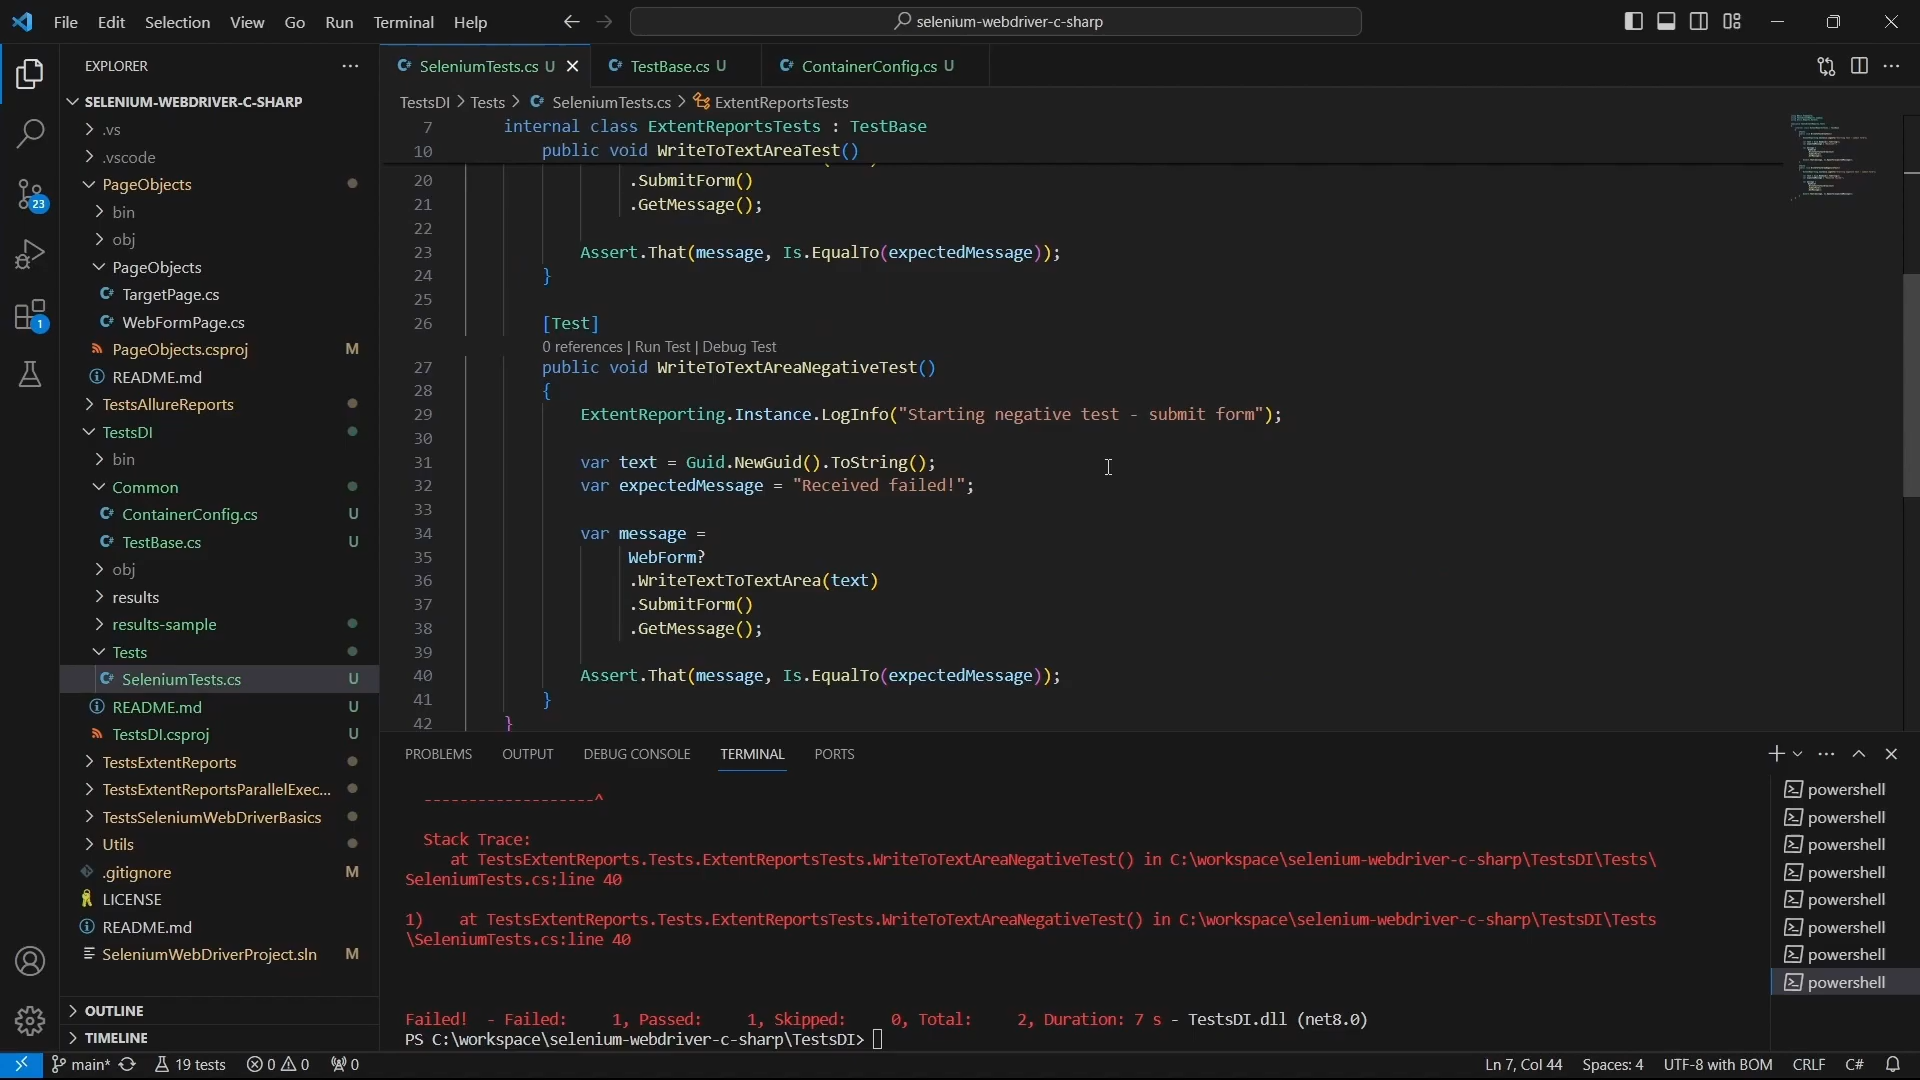 File Edit Selection View Go Run Terminal Help
selenium-webdriver-c-sharp
EXPLORER
SELENIUM-WEBDRIVER-C-SHARP
.vs
.vscode
PageObjects
bin
obj
PageObjects
TargetPage.cs
WebFormPage.cs
PageObjects.csproj M
README.md
TestsAllureReports
TestsDI
bin
Common
ContainerConfig.cs U
TestBase.cs U
obj
results
results-sample
Tests
SeleniumTests.cs U
README.md U
TestsDI.csproj U
TestsExtentReports
TestsExtentReportsParallelExec...
TestsSeleniumWebDriverBasics
Utils
.gitignore M
LICENSE
README.md
SeleniumWebDriverProject.sln M
OUTLINE
TIMELINE
23
1
SeleniumTests.cs U
TestBase.cs U
ContainerConfig.cs U
TestsDI > Tests > SeleniumTests.cs > ExtentReportsTests
7 internal class ExtentReportsTests : TestBase
10 public void WriteToTextAreaTest()
20 .SubmitForm()
21 .GetMessage();
22
23 Assert.That(message, Is.EqualTo(expectedMessage));
24 }
25
26 [Test]
0 references | Run Test | Debug Test
27 public void WriteToTextAreaNegativeTest()
28 {
29 ExtentReporting.Instance.LogInfo("Starting negative test - submit form");
30
31 var text = Guid.NewGuid().ToString();
32 var expectedMessage = "Received failed!";
33
34 var message =
35 WebForm?
36 .WriteTextToTextArea(text)
37 .SubmitForm()
38 .GetMessage();
39
40 Assert.That(message, Is.EqualTo(expectedMessage));
41 }
42 }
PROBLEMS OUTPUT DEBUG CONSOLE TERMINAL PORTS
-------------------^
Stack Trace:
at TestsExtentReports.Tests.ExtentReportsTests.WriteToTextAreaNegativeTest() in C:\workspace\selenium-webdriver-c-sharp\TestsDI\Tests\
SeleniumTests.cs:line 40
1) at TestsExtentReports.Tests.ExtentReportsTests.WriteToTextAreaNegativeTest() in C:\workspace\selenium-webdriver-c-sharp\TestsDI\Tests
\SeleniumTests.cs:line 40
Failed! - Failed: 1, Passed: 1, Skipped: 0, Total: 2, Duration: 7 s - TestsDI.dll (net8.0)
PS C:\workspace\selenium-webdriver-c-sharp\TestsDI>
powershell
powershell
powershell
powershell
powershell
powershell
powershell
powershell
main* 19 tests 0 0 0 Ln 7, Col 44 Spaces: 4 UTF-8 with BOM CRLF C#